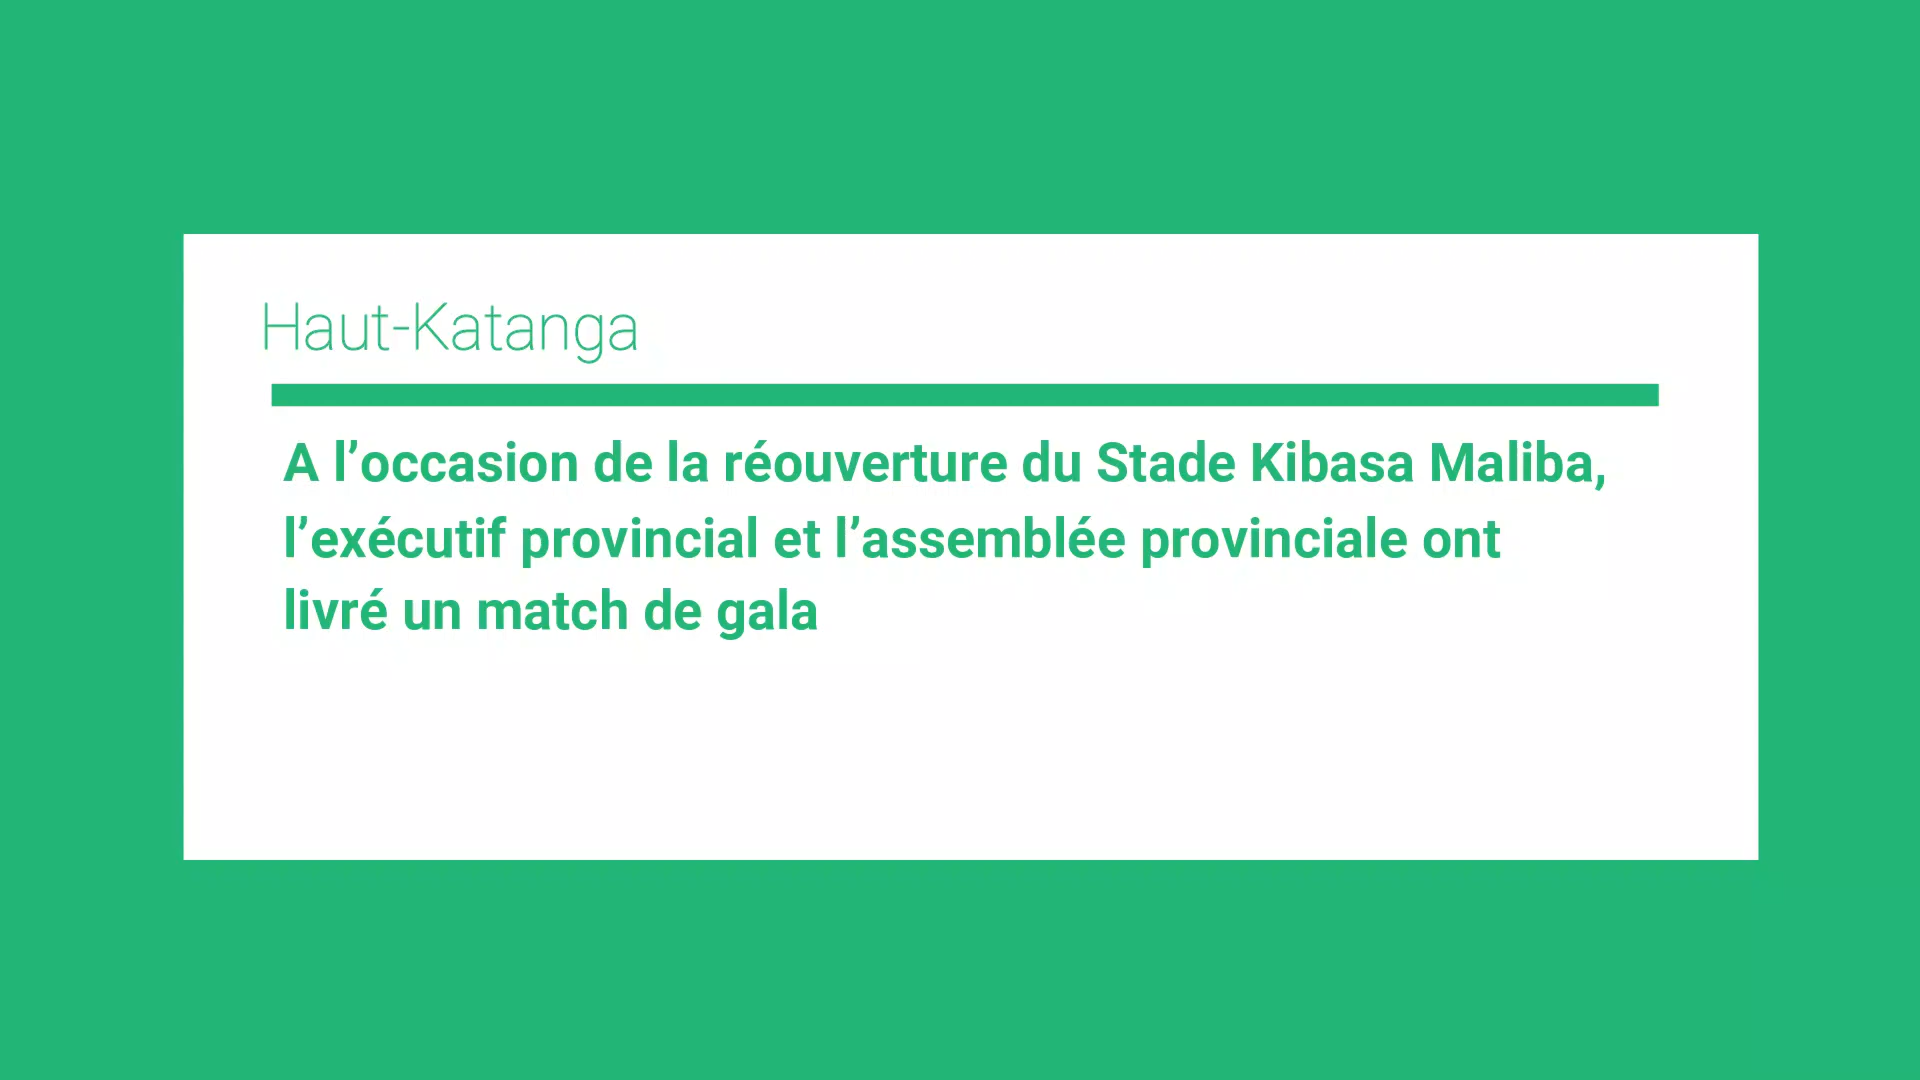 Haut-Katanga
A l’occasion de la réouverture du Stade Kibasa Maliba,
l’exécutif provincial et l’assemblée provinciale ont
livré un match de gala